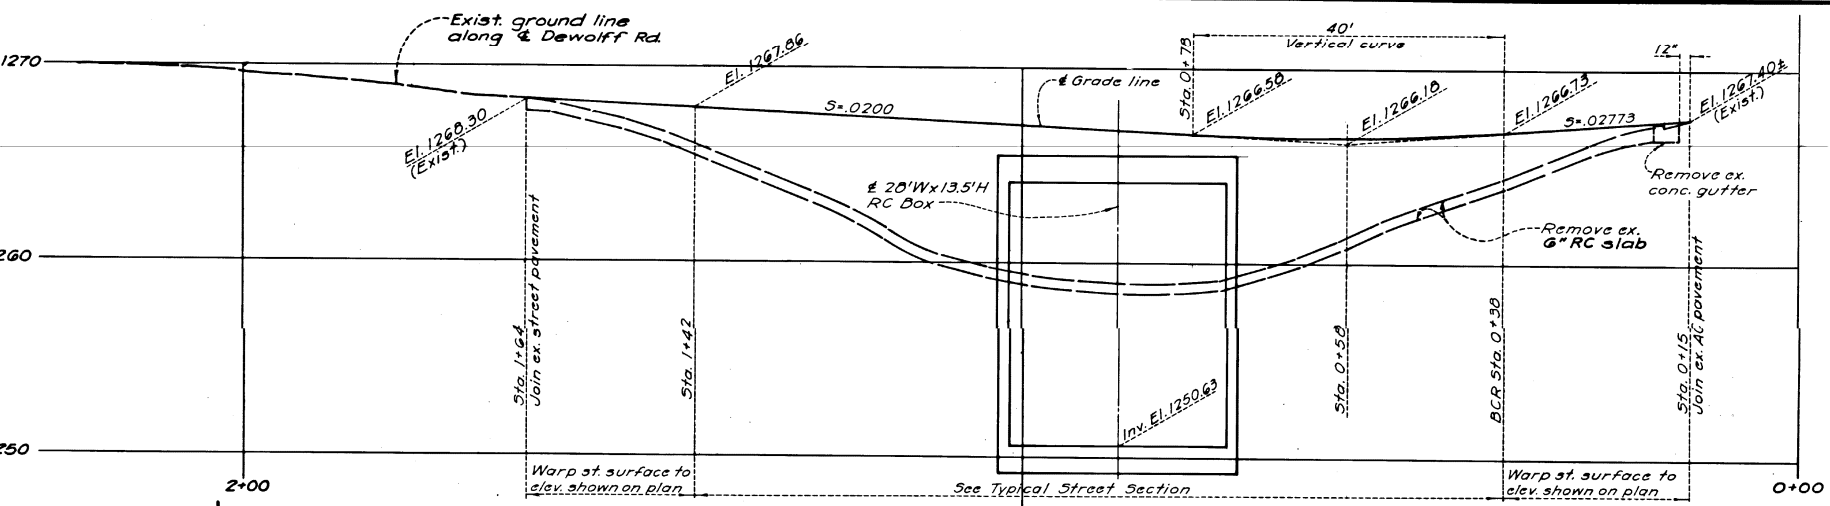 Exist. ground line
along ℄ Dewolff Rd.
1270
El. 1267.86
40'
Vertical curve
12"
Sta. 0+78
℄ Grade line
El. 1266.58
El. 1266.18
El. 1266.73
El. 1267.40±
(Exist.)
S=.0200
S=.02773
El. 1268.30
(Exist.)
℄ 28'W x 13.5'H
RC Box
Remove ex.
conc. gutter
Remove ex.
6" RC slab
260
Sta. 1+64
Join ex. street pavement
Sta. 1+42
Inv. El. 1250.63
Sta. 0+58
BCR Sta. 0+38
Sta. 0+15
Join ex. AC pavement
250
Warp st. surface to
elev. shown on plan
See Typical Street Section
Warp st. surface to
elev. shown on plan
2+00
0+00